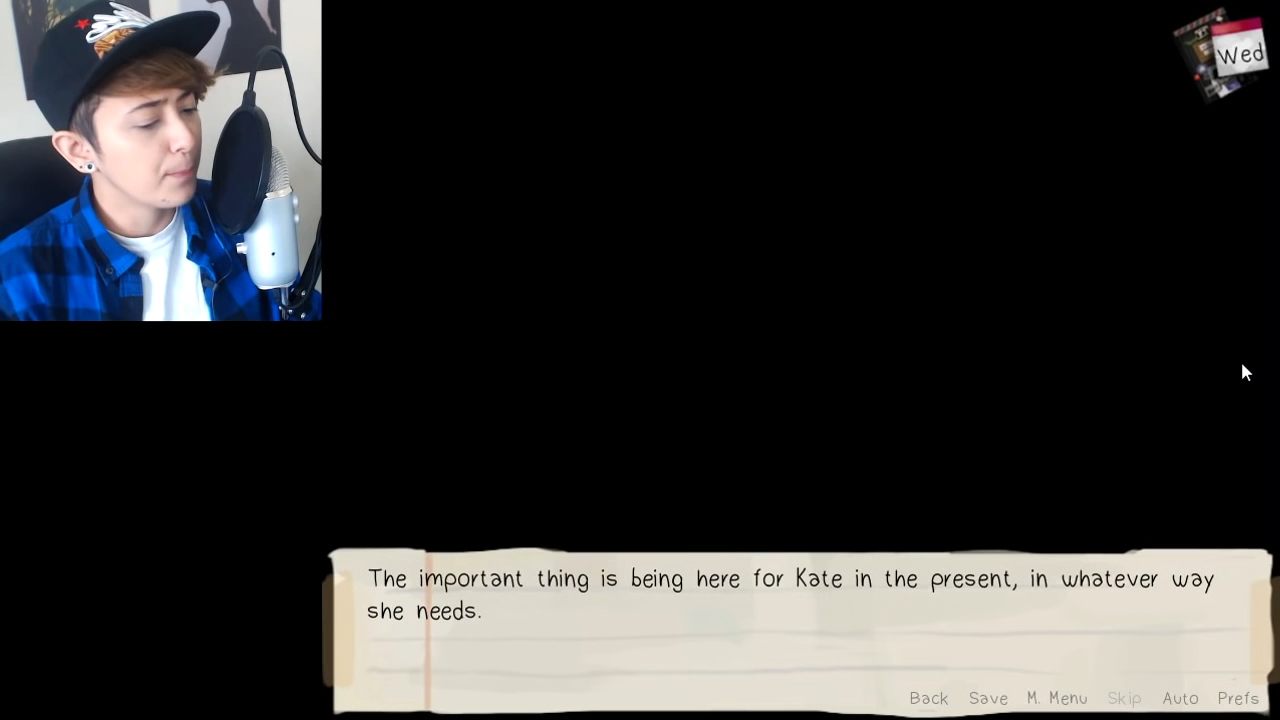 Wed
The important thing is being here for Kate in the present, in whatever way
she needs.
Back Save M. Menu Skip Auto Prefs